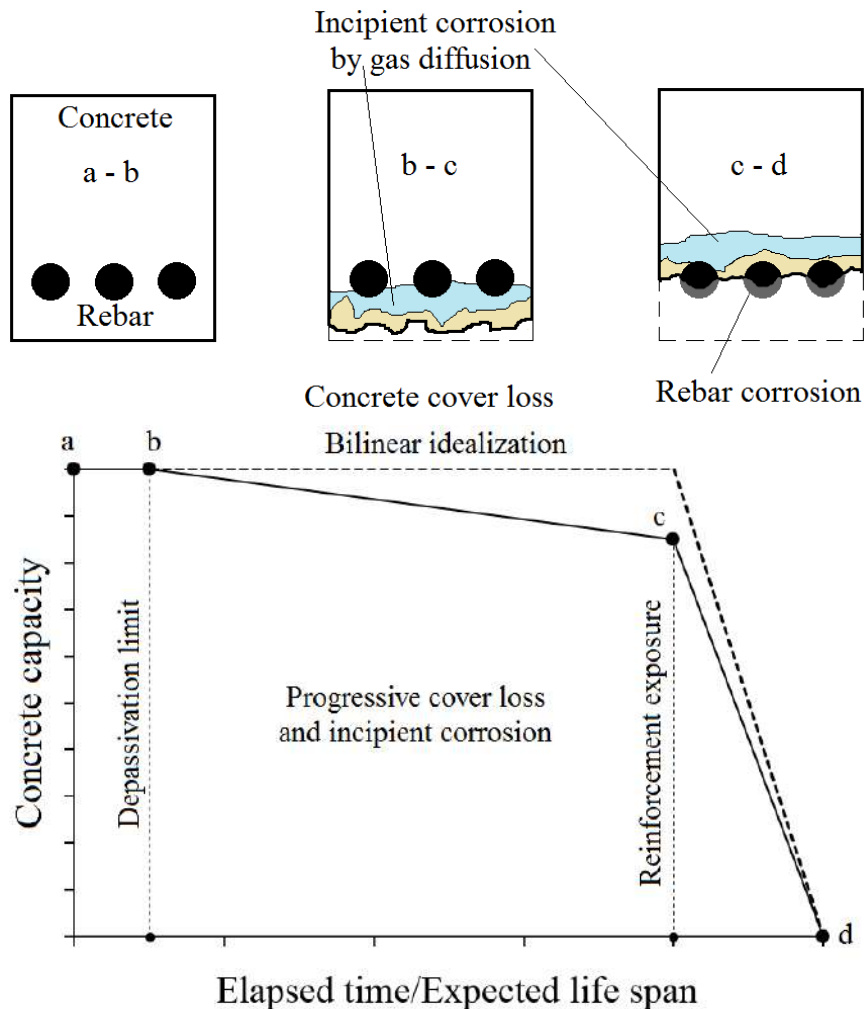 Incipient corrosion
by gas diffusion
Concrete
a - b
Rebar
b - c
c - d
Concrete cover loss
Rebar corrosion
a
b
Bilinear idealization
c
Concrete capacity
Depassivation limit
Progressive cover loss
and incipient corrosion
Reinforcement exposure
d
Elapsed time/Expected life span